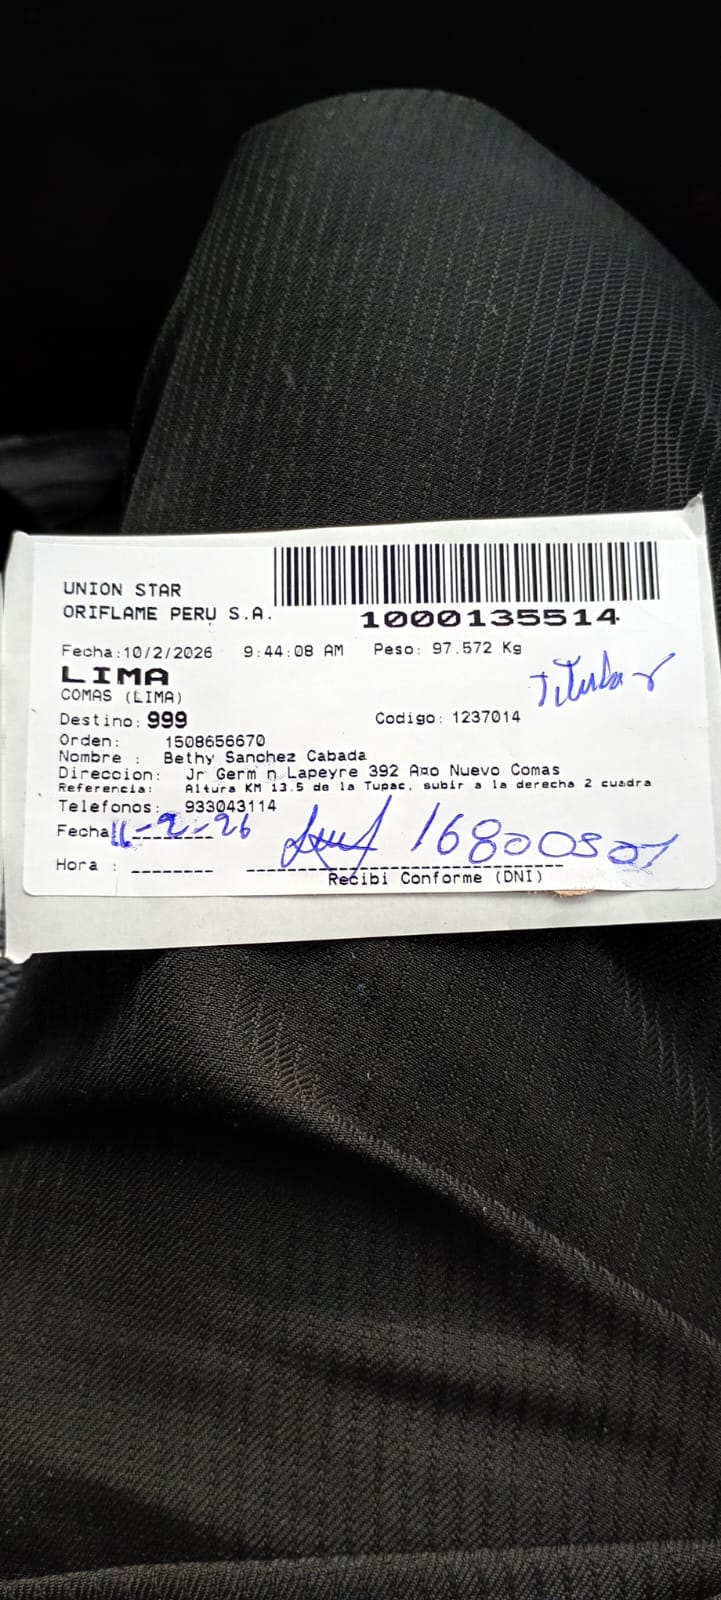 UNION STAR
ORIFLAME PERU S.A.
1000135514
Fecha:10/2/2026 9:44:08 AM Peso: 97.572 Kg
LIMA
Titular
COMAS (LIMA)
Destino: 999 Codigo: 1237014
Orden: 1508656670
Nombre : Bethy Sanchez Cabada
Direccion: Jr Germ n Lapeyre 392 A¤o Nuevo Comas
Referencia: Altura KM 13.5 de la Tupac, subir a la derecha 2 cuadra
Telefonos: 933043114
Fecha 11-2-26
Hora : ________
Recibi Conforme (DNI)